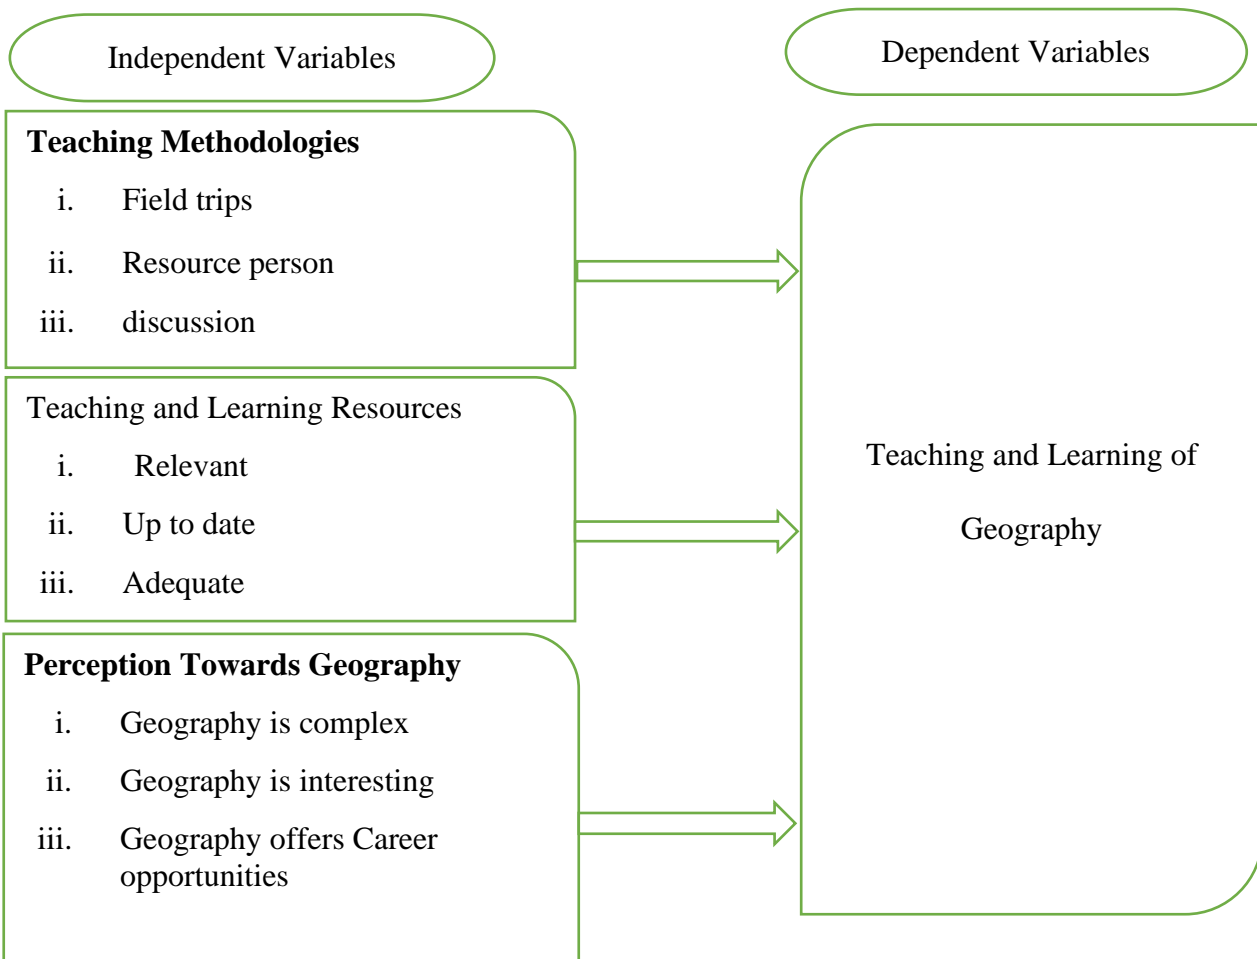 Independent Variables
Dependent Variables
Teaching Methodologies
i. Field trips
ii. Resource person
iii. discussion
Teaching and Learning Resources
i. Relevant
ii. Up to date
iii. Adequate
Perception Towards Geography
i. Geography is complex
ii. Geography is interesting
iii. Geography offers Career
opportunities
Teaching and Learning of
Geography